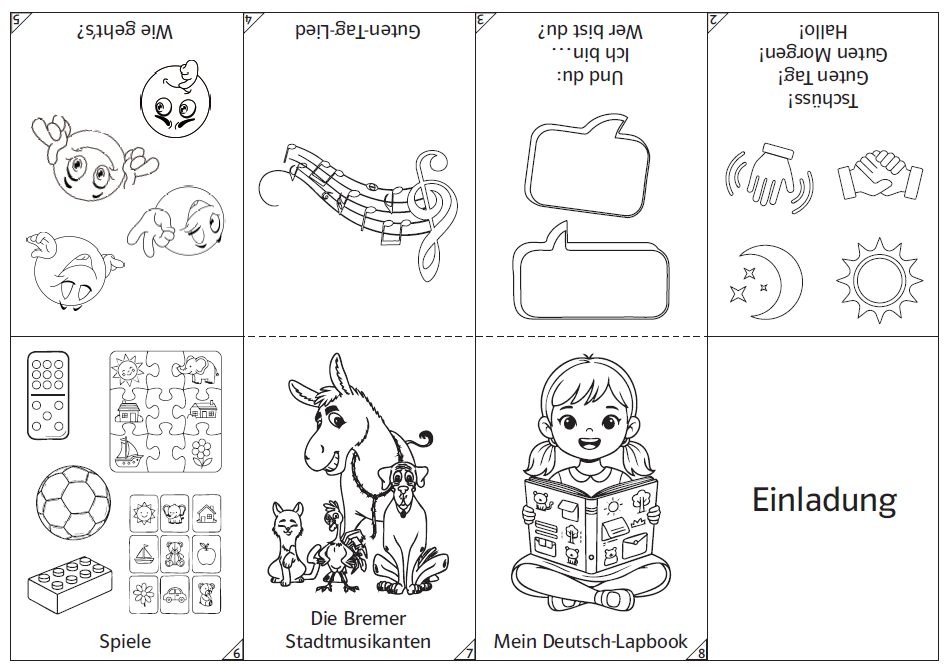 Tschüss!
Guten Tag!
Guten Morgen!
Hallo!
2
Und du:
Ich bin...
Wer bist du?
3
Guten-Tag-Lied
4
Wie geht's?
5
Spiele
6
Die Bremer
Stadtmusikanten
7
Mein Deutsch-Lapbook
8
Einladung